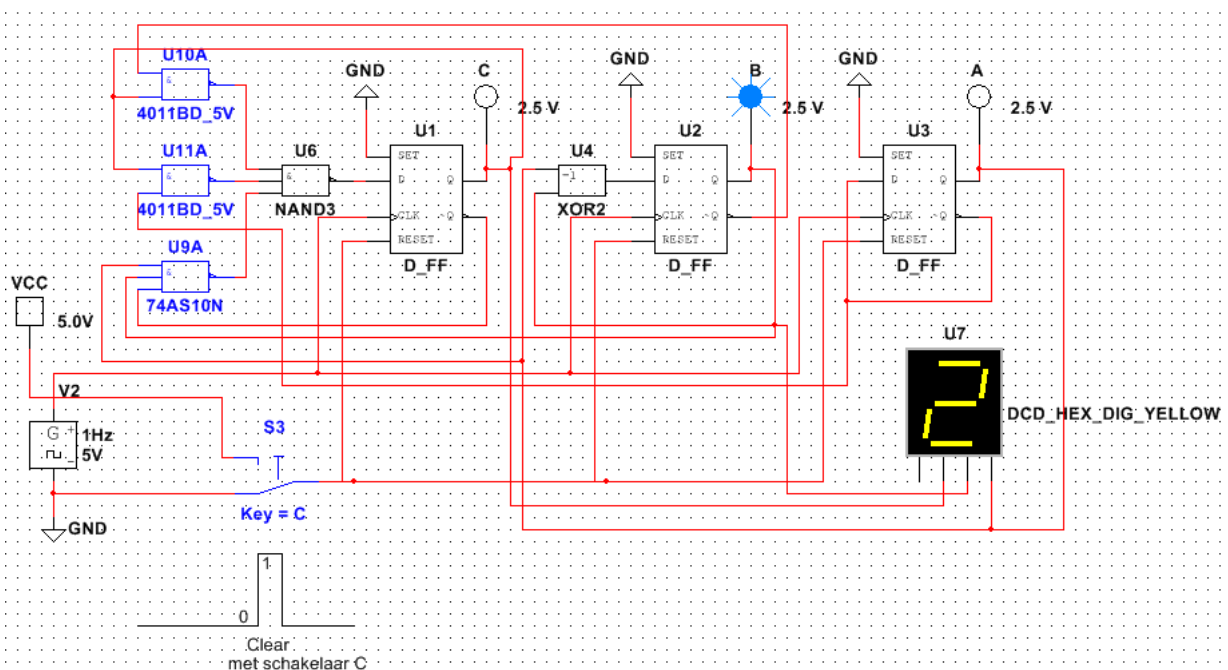 U10A
&
4011BD_5V
U11A
&
4011BD_5V
U9A
&
74AS10N
U6
&
NAND3
GND
C
2.5 V
U1
SET
D Q
CLK ~Q
RESET
D_FF
U4
=1
XOR2
GND
B
2.5 V
U2
SET
D Q
CLK ~Q
RESET
D_FF
GND
A
2.5 V
U3
SET
D Q
CLK ~Q
RESET
D_FF
VCC
5.0V
V2
G + -
1Hz
5V
GND
S3
Key = C
U7
2
DCD_HEX_DIG_YELLOW
1
0
Clear
met schakelaar C